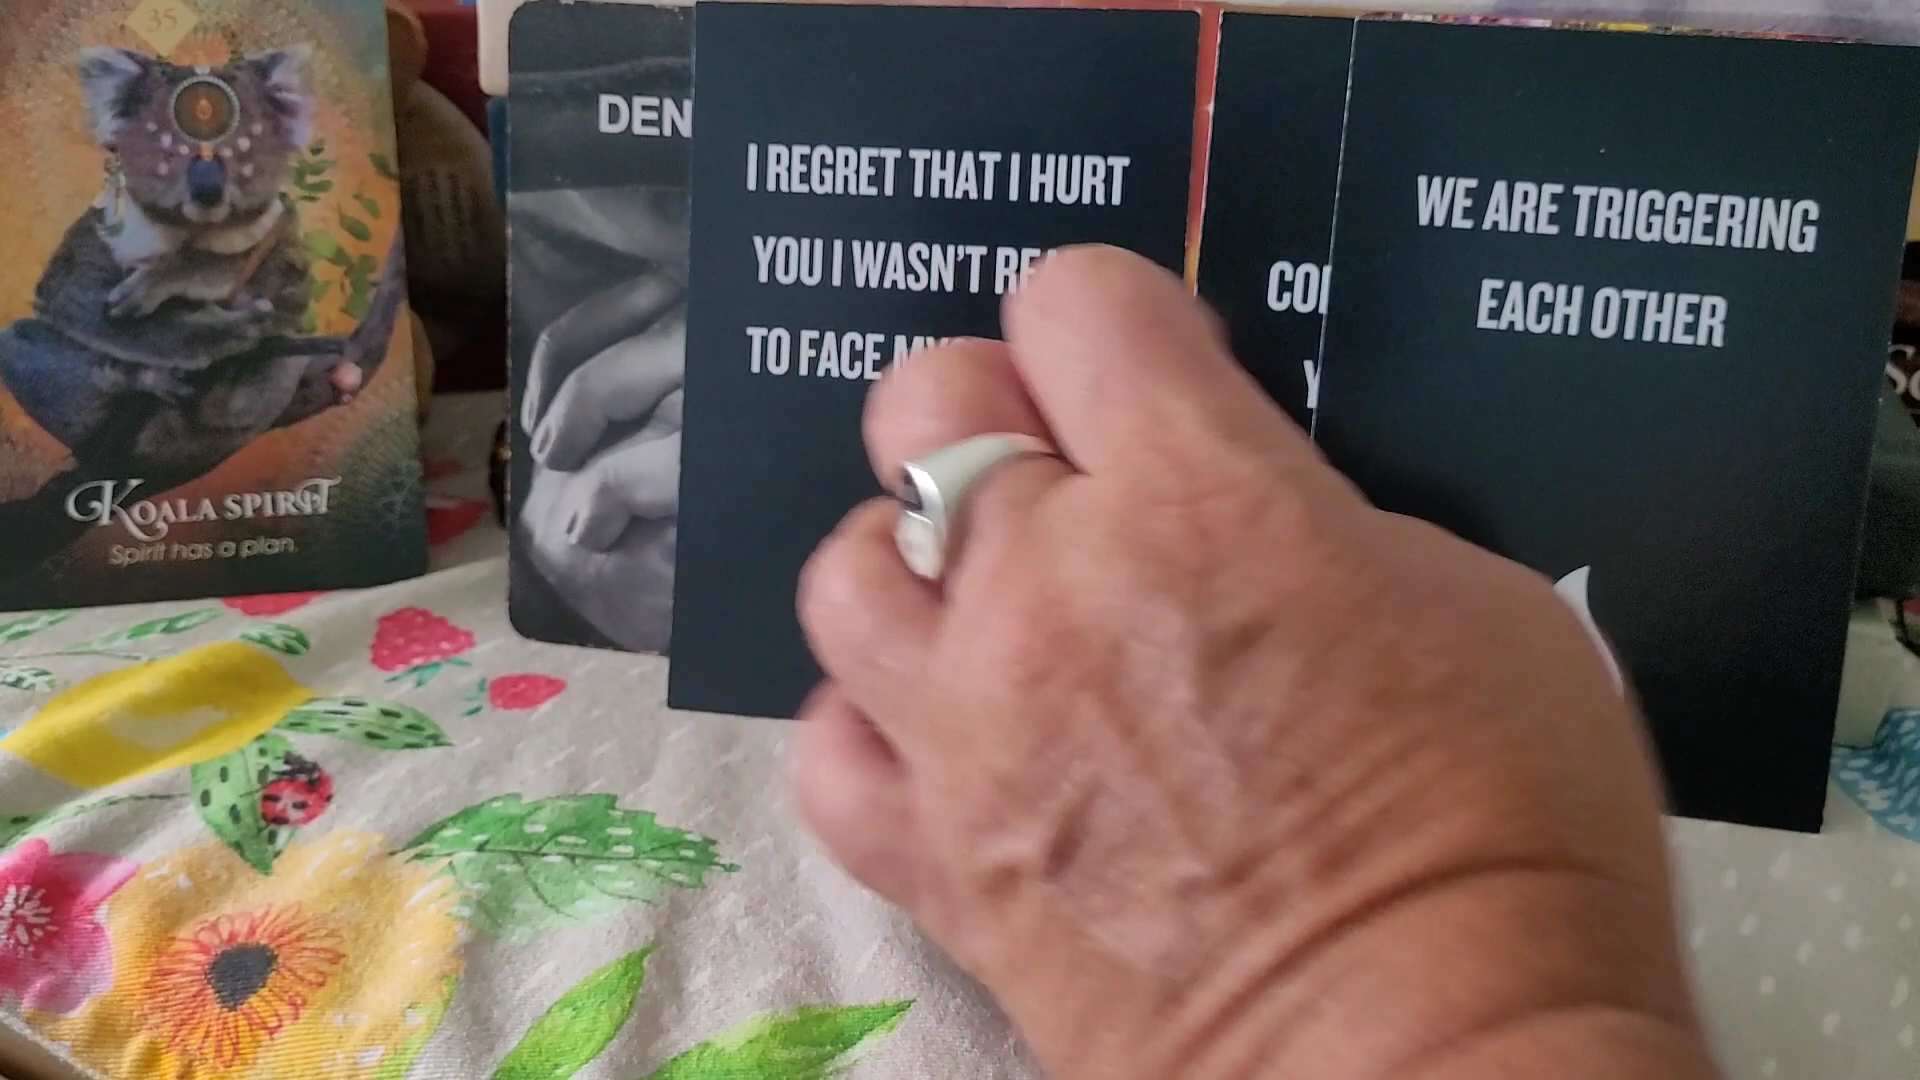 35
KOALA SPIRIT
Spirit has a plan.
DEN
I REGRET THAT I HURT
YOU I WASN'T
TO FACE
COI
Y
WE ARE TRIGGERING
EACH OTHER